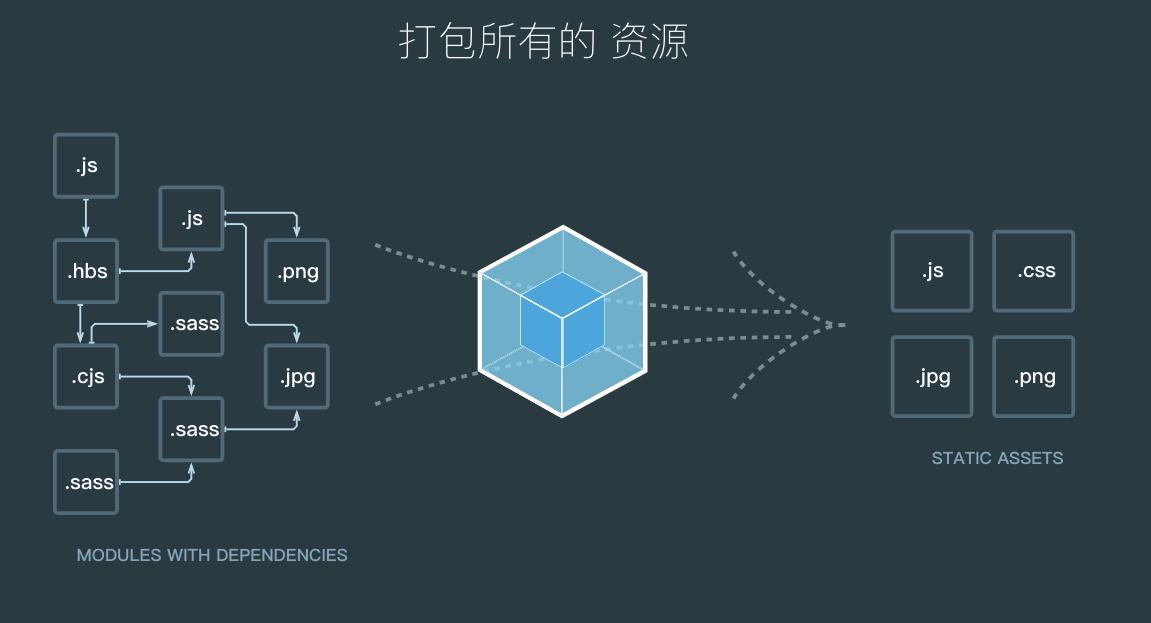 打包所有的 资源
.js
.js
.hbs
.png
.sass
.cjs
.jpg
.sass
.sass
MODULES WITH DEPENDENCIES
.js
.css
.jpg
.png
STATIC ASSETS